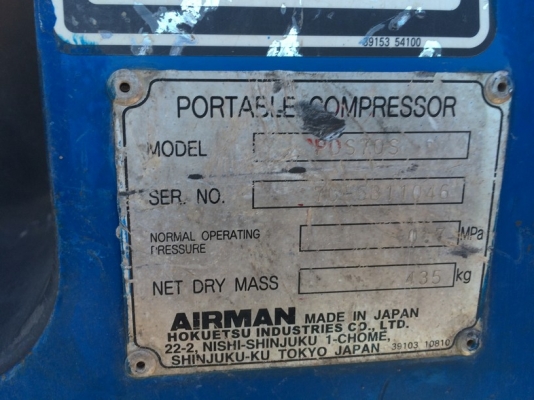 39153 54100
PORTABLE COMPRESSOR
MODEL
SER. NO.
NORMAL OPERATING
PRESSURE MPa
NET DRY MASS 435 kg
AIRMAN MADE IN JAPAN
HOKUETSU INDUSTRIES CO., LTD.
22-2, NISHI-SHINJUKU 1-CHOME,
SHINJUKU-KU TOKYO JAPAN 39103 10810